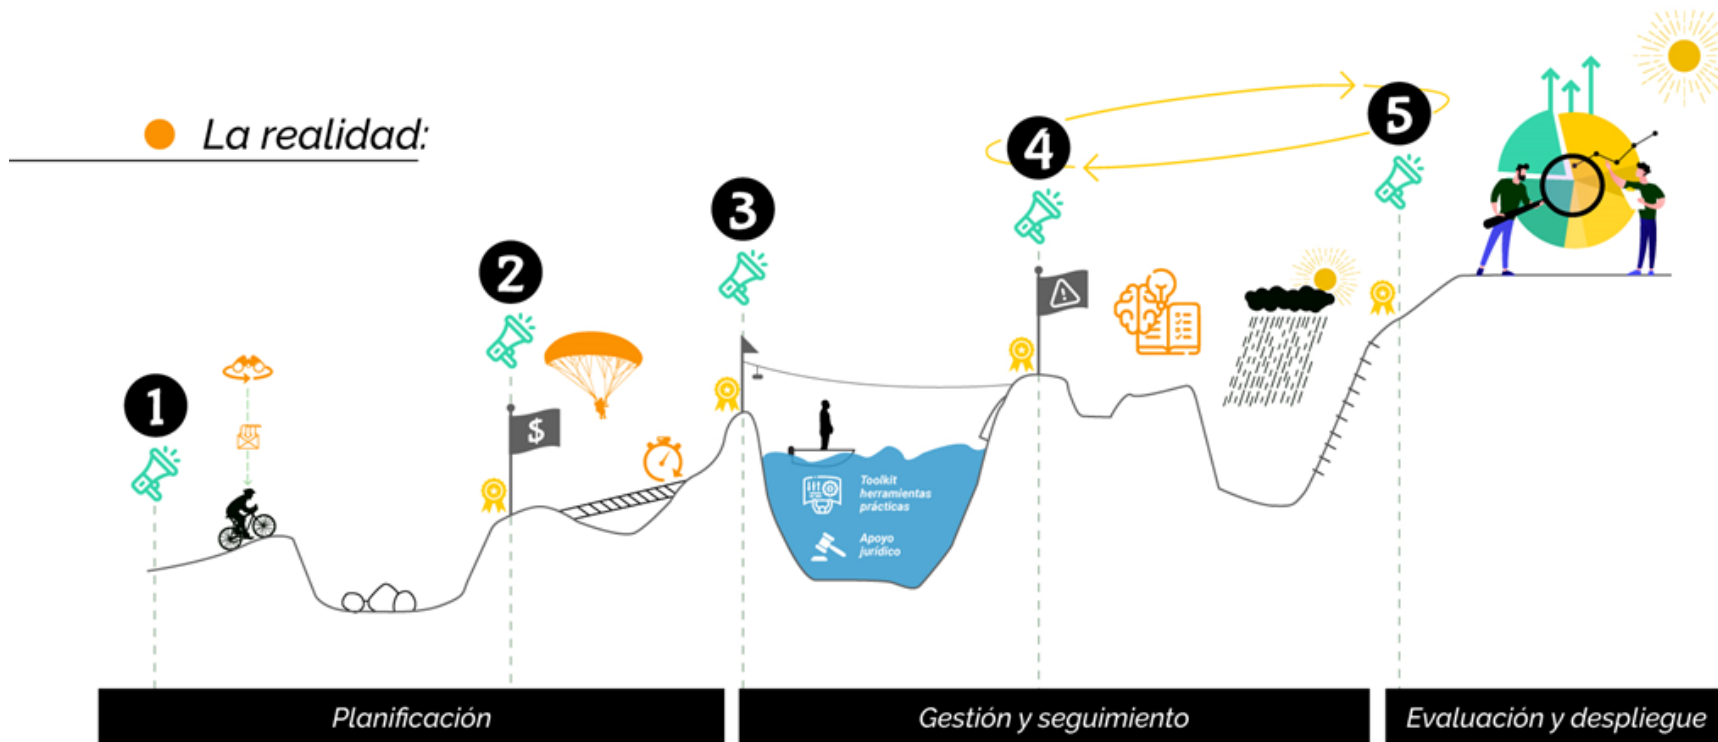 La realidad:
1
2
3
4
5
$
Toolkit
herramientas
prácticas
Apoyo
jurídico
Planificación
Gestión y seguimiento
Evaluación y despliegue